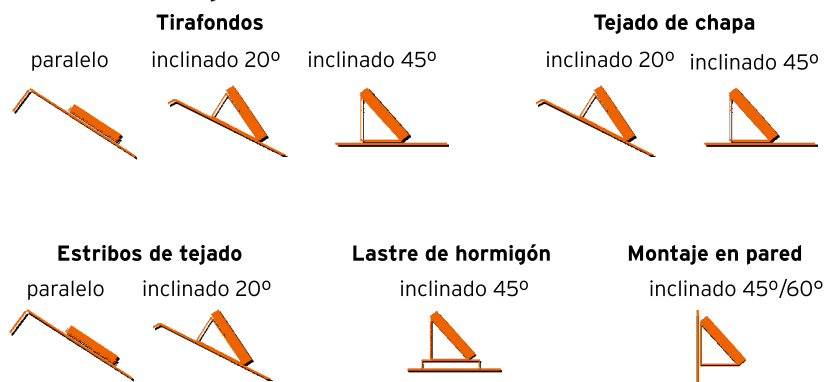 Tirafondos
Tejado de chapa
paralelo
inclinado 20º
inclinado 45º
inclinado 20º
inclinado 45º
Estribos de tejado
Lastre de hormigón
Montaje en pared
paralelo
inclinado 20º
inclinado 45º
inclinado 45º/60º